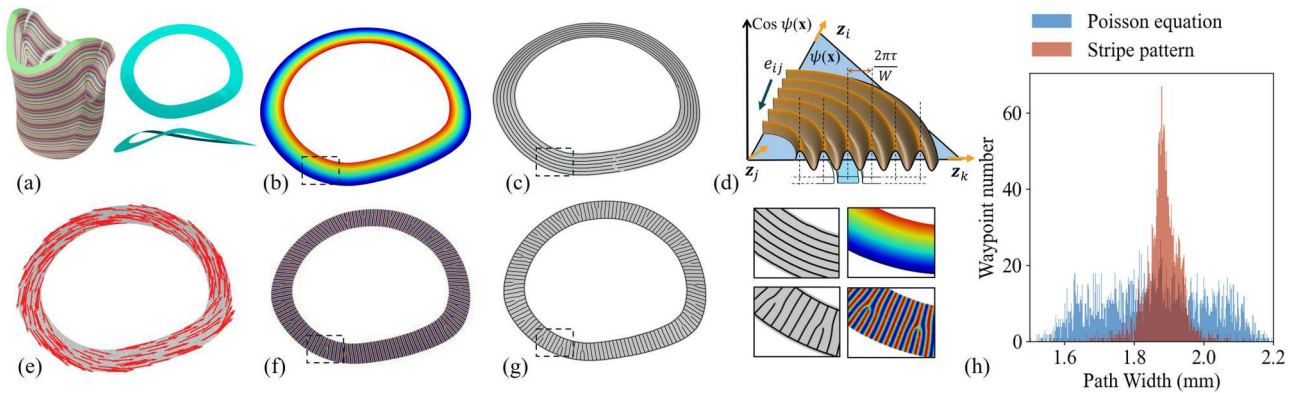 (a)
(b)
(c)
Cos ψ(x)
z_i
ψ(x)
2πτ
W
e_ij
z_j
z_k
(d)
(e)
(f)
(g)
Poisson equation
Stripe pattern
Waypoint number
60
40
20
0
1.6
1.8
2.0
2.2
Path Width (mm)
(h)